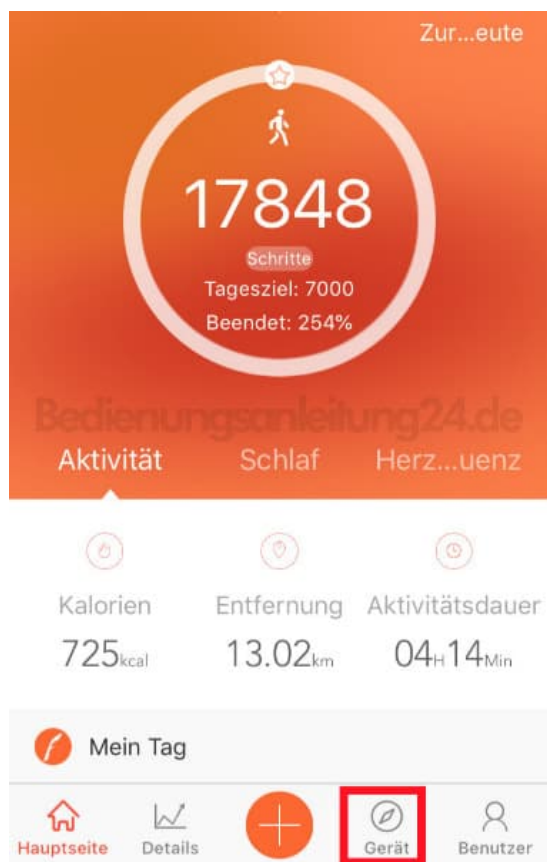 Zur...eute
17848
Schritte
Tagesziel: 7000
Beendet: 254%
Bedienungsanleitung24.de
Aktivität Schlaf Herz...uenz
Kalorien Entfernung Aktivitätsdauer
725kcal 13.02km 04H14Min
Mein Tag
Hauptseite Details Gerät Benutzer